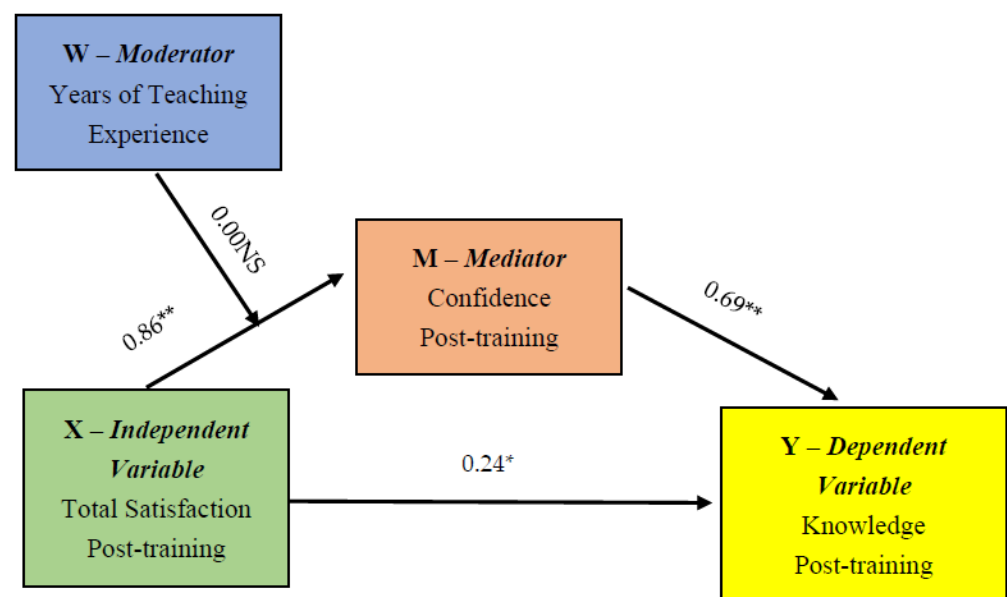 W – Moderator
Years of Teaching
Experience
0.00NS
M – Mediator
Confidence
Post-training
0.86**
0.69**
X – Independent
Variable
Total Satisfaction
Post-training
0.24*
Y – Dependent
Variable
Knowledge
Post-training